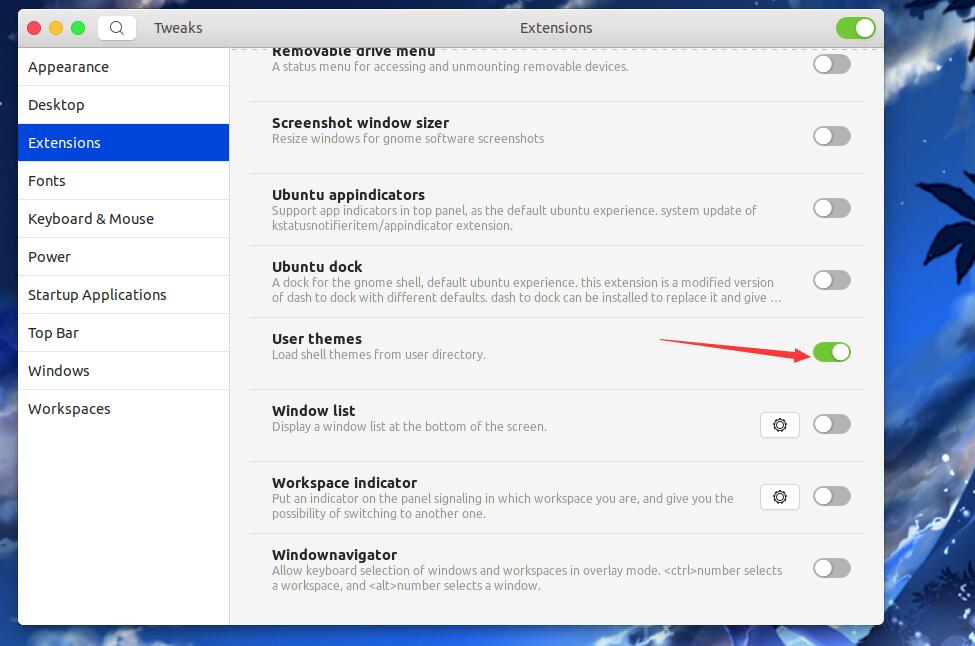 Tweaks
Extensions
Appearance
Desktop
Extensions
Fonts
Keyboard & Mouse
Power
Startup Applications
Top Bar
Windows
Workspaces
Removable drive menu
A status menu for accessing and unmounting removable devices.
Screenshot window sizer
Resize windows for gnome software screenshots
Ubuntu appindicators
Support app indicators in top panel, as the default ubuntu experience. system update of
kstatusnotifieritem/appindicator extension.
Ubuntu dock
A dock for the gnome shell, default ubuntu experience. this extension is a modified version
of dash to dock with different defaults. dash to dock can be installed to replace it and give …
User themes
Load shell themes from user directory.
Window list
Display a window list at the bottom of the screen.
Workspace indicator
Put an indicator on the panel signaling in which workspace you are, and give you the
possibility of switching to another one.
Windownavigator
Allow keyboard selection of windows and workspaces in overlay mode. <ctrl>number selects
a workspace, and <alt>number selects a window.